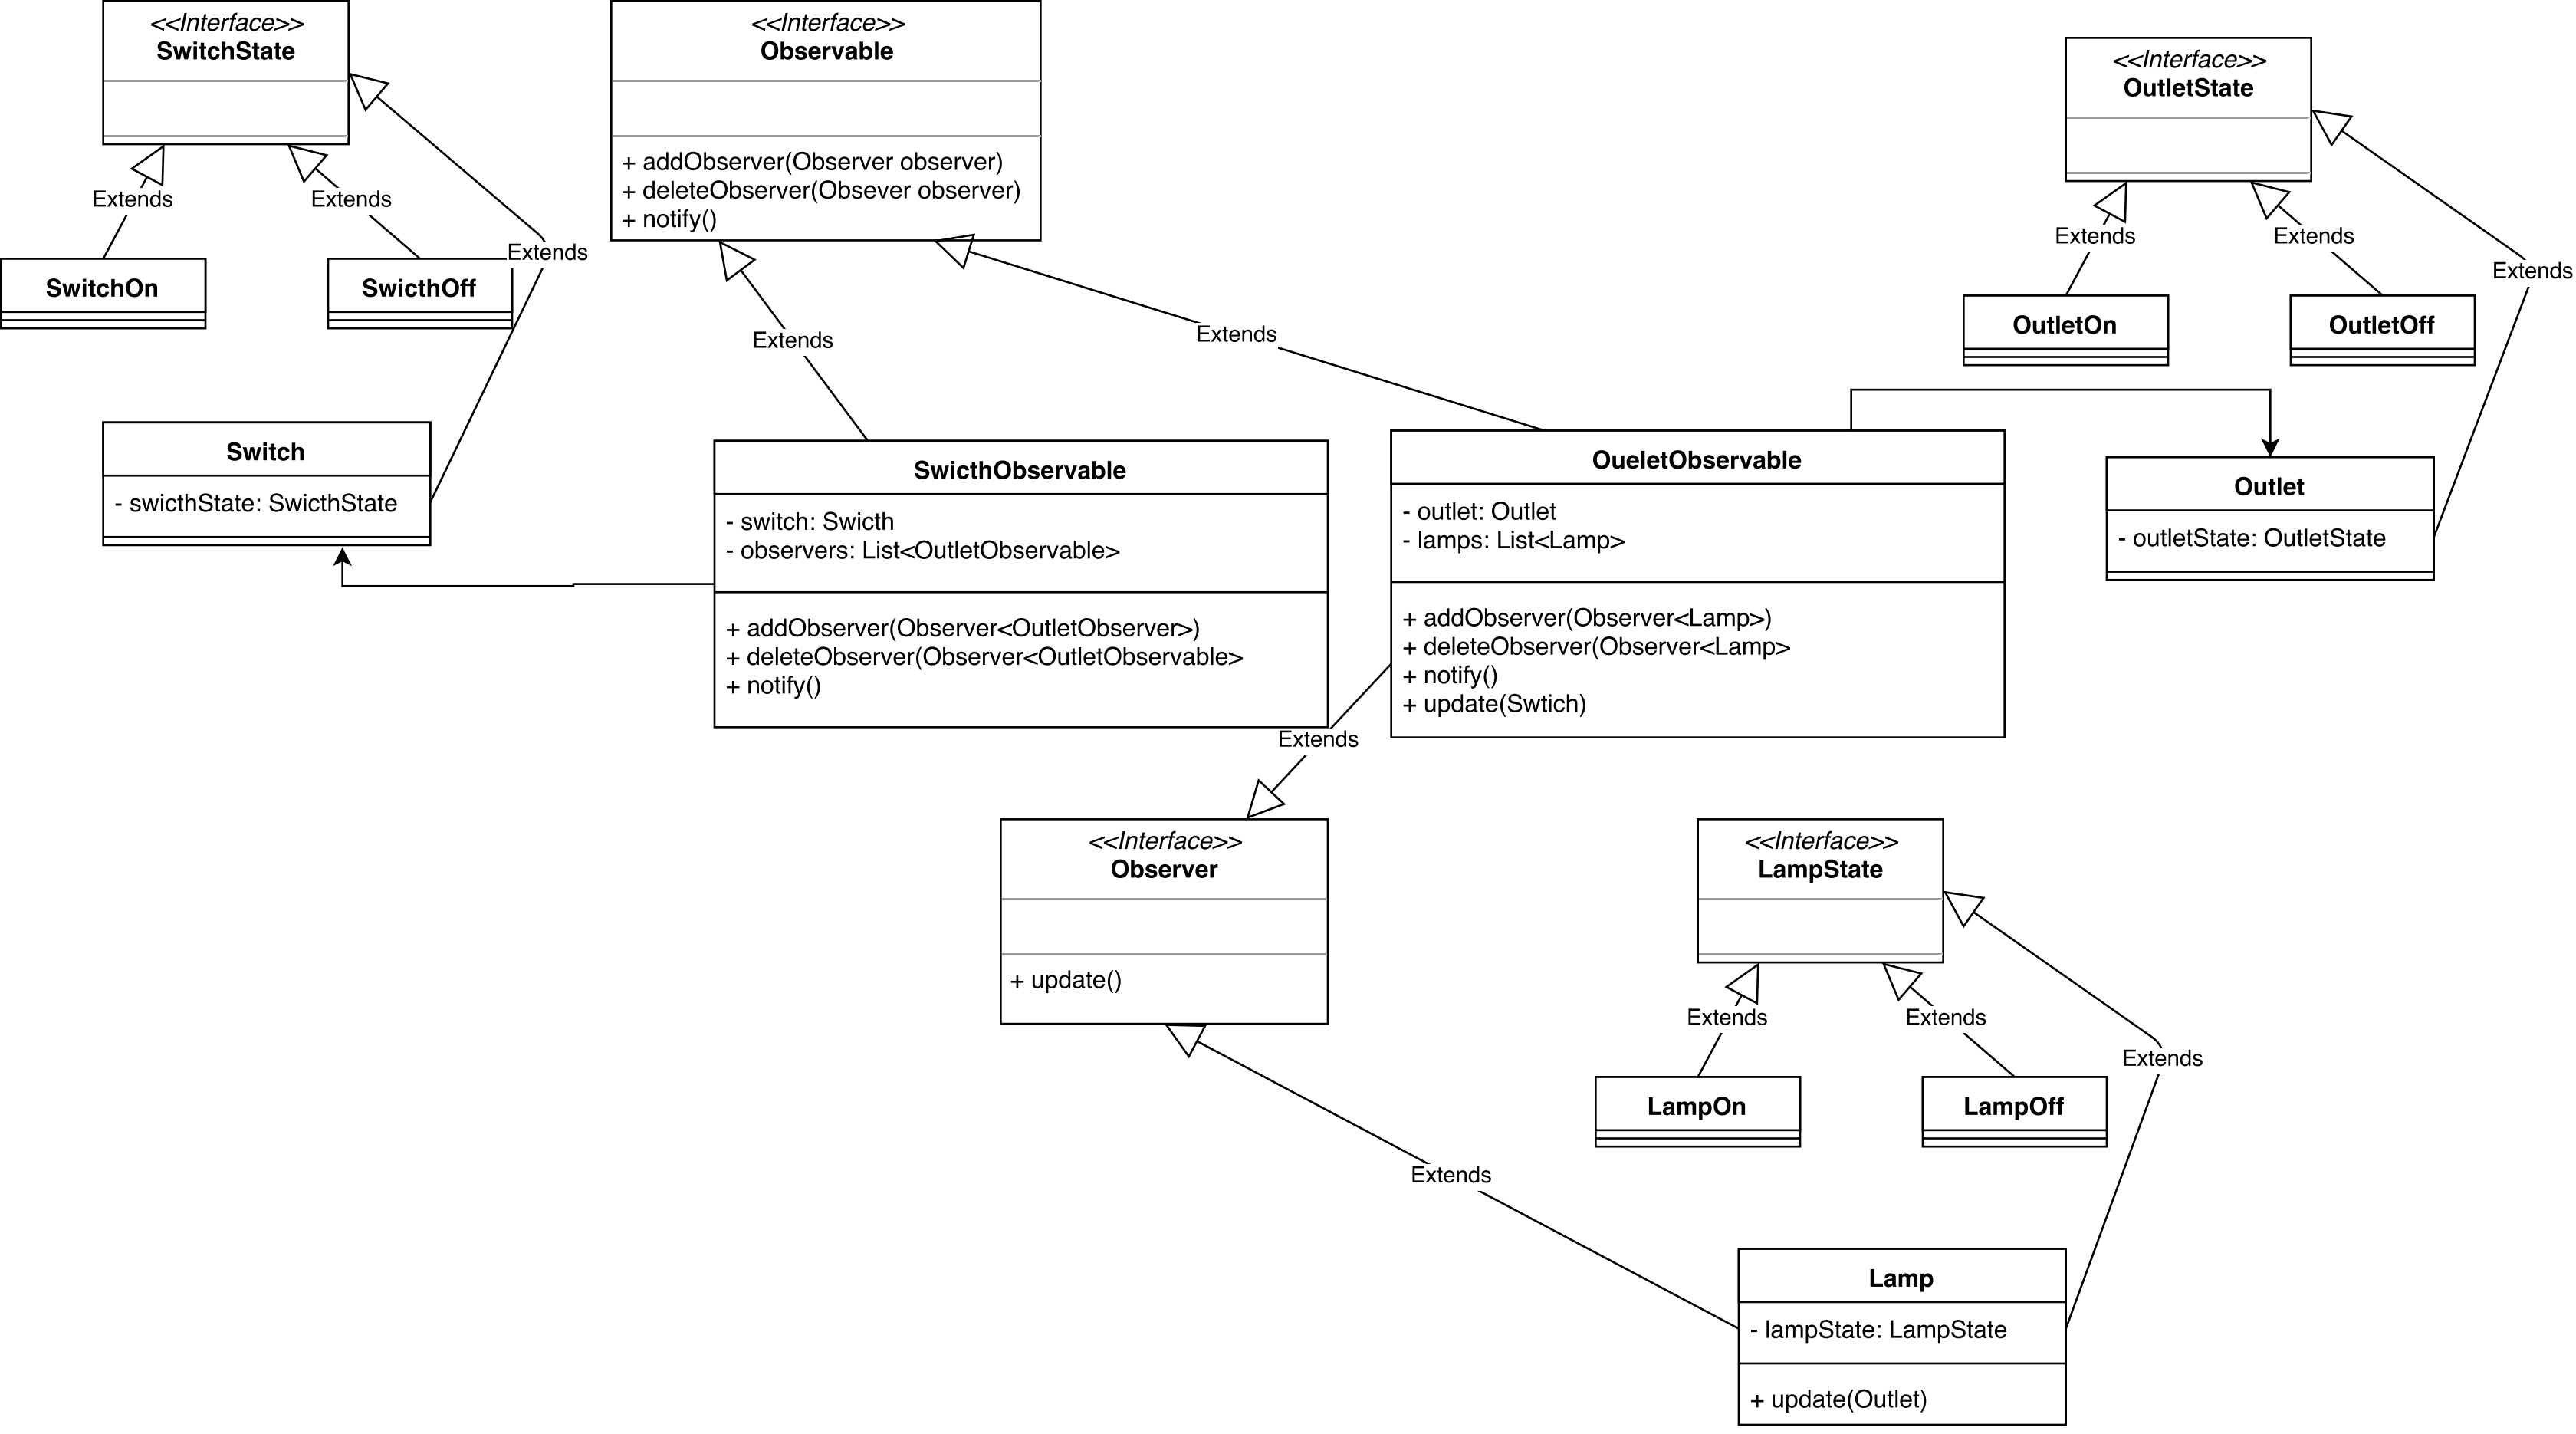 <<Interface>>
SwitchState
Extends
Extends
Extends
SwitchOn
SwicthOff
Switch
- swicthState: SwicthState
<<Interface>>
Observable
+ addObserver(Observer observer)
+ deleteObserver(Obsever observer)
+ notify()
Extends
Extends
SwicthObservable
- switch: Swicth
- observers: List<OutletObservable>
+ addObserver(Observer<OutletObserver>)
+ deleteObserver(Observer<OutletObservable>
+ notify()
OueletObservable
- outlet: Outlet
- lamps: List<Lamp>
+ addObserver(Observer<Lamp>)
+ deleteObserver(Observer<Lamp>
+ notify()
+ update(Swtich)
<<Interface>>
OutletState
Extends
Extends
Extends
OutletOn
OutletOff
Outlet
- outletState: OutletState
Extends
<<Interface>>
Observer
+ update()
Extends
<<Interface>>
LampState
Extends
Extends
Extends
LampOn
LampOff
Lamp
- lampState: LampState
+ update(Outlet)